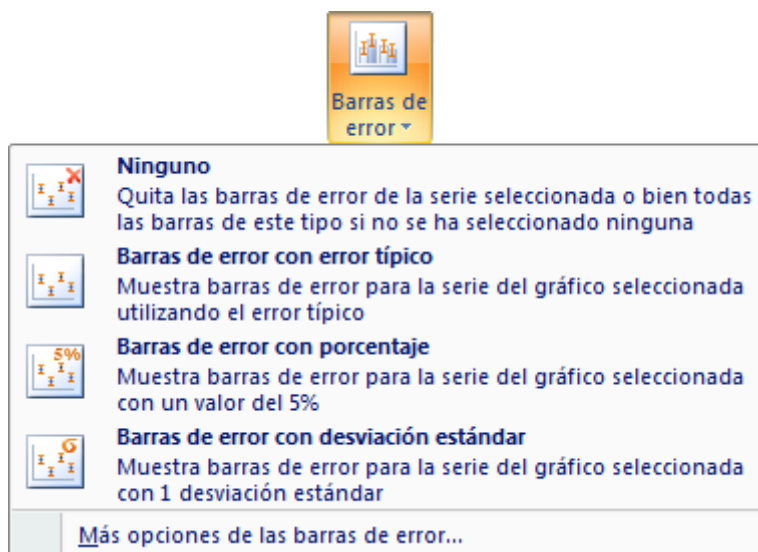 Barras de
error
Ninguno
Quita las barras de error de la serie seleccionada o bien todas
las barras de este tipo si no se ha seleccionado ninguna
Barras de error con error típico
Muestra barras de error para la serie del gráfico seleccionada
utilizando el error típico
5%
Barras de error con porcentaje
Muestra barras de error para la serie del gráfico seleccionada
con un valor del 5%
σ
Barras de error con desviación estándar
Muestra barras de error para la serie del gráfico seleccionada
con 1 desviación estándar
Más opciones de las barras de error...